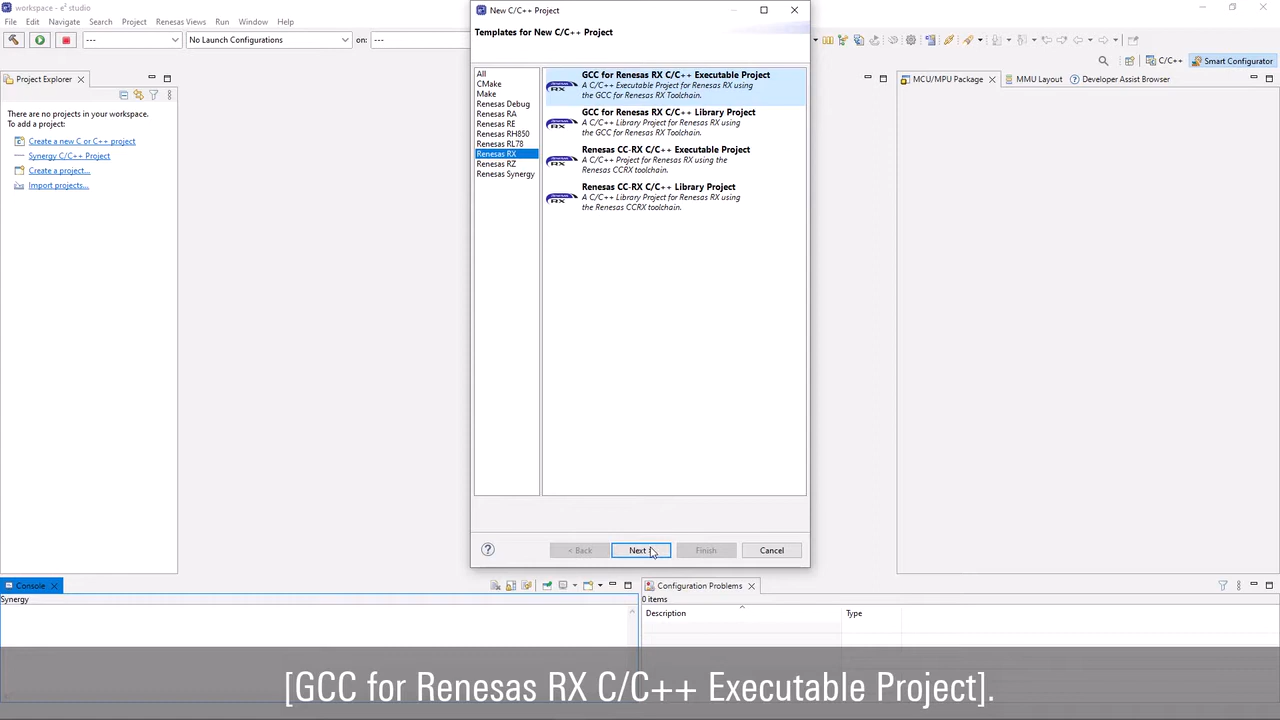 workspace - e² studio
File Edit Navigate Search Project Renesas Views Run Window Help
--- No Launch Configurations on: ---
C/C++ Smart Configurator
Project Explorer
There are no projects in your workspace.
To add a project:
Create a new C or C++ project
Synergy C/C++ Project
Create a project...
Import projects...
New C/C++ Project
Templates for New C/C++ Project
All
CMake
Make
Renesas Debug
Renesas RA
Renesas RE
Renesas RH850
Renesas RL78
Renesas RX
Renesas RZ
Renesas Synergy
GCC for Renesas RX C/C++ Executable Project
A C/C++ Executable Project for Renesas RX using
the GCC for Renesas RX Toolchain.
GCC for Renesas RX C/C++ Library Project
A C/C++ Library Project for Renesas RX using
the GCC for Renesas RX Toolchain.
Renesas CC-RX C/C++ Executable Project
A C/C++ Project for Renesas RX using the
Renesas CCRX toolchain.
Renesas CC-RX C/C++ Library Project
A C/C++ Library Project for Renesas RX using
the Renesas CCRX toolchain.
< Back Next > Finish Cancel
MCU/MPU Package MMU Layout Developer Assist Browser
Console
Synergy
Configuration Problems
0 items
Description Type
[GCC for Renesas RX C/C++ Executable Project].